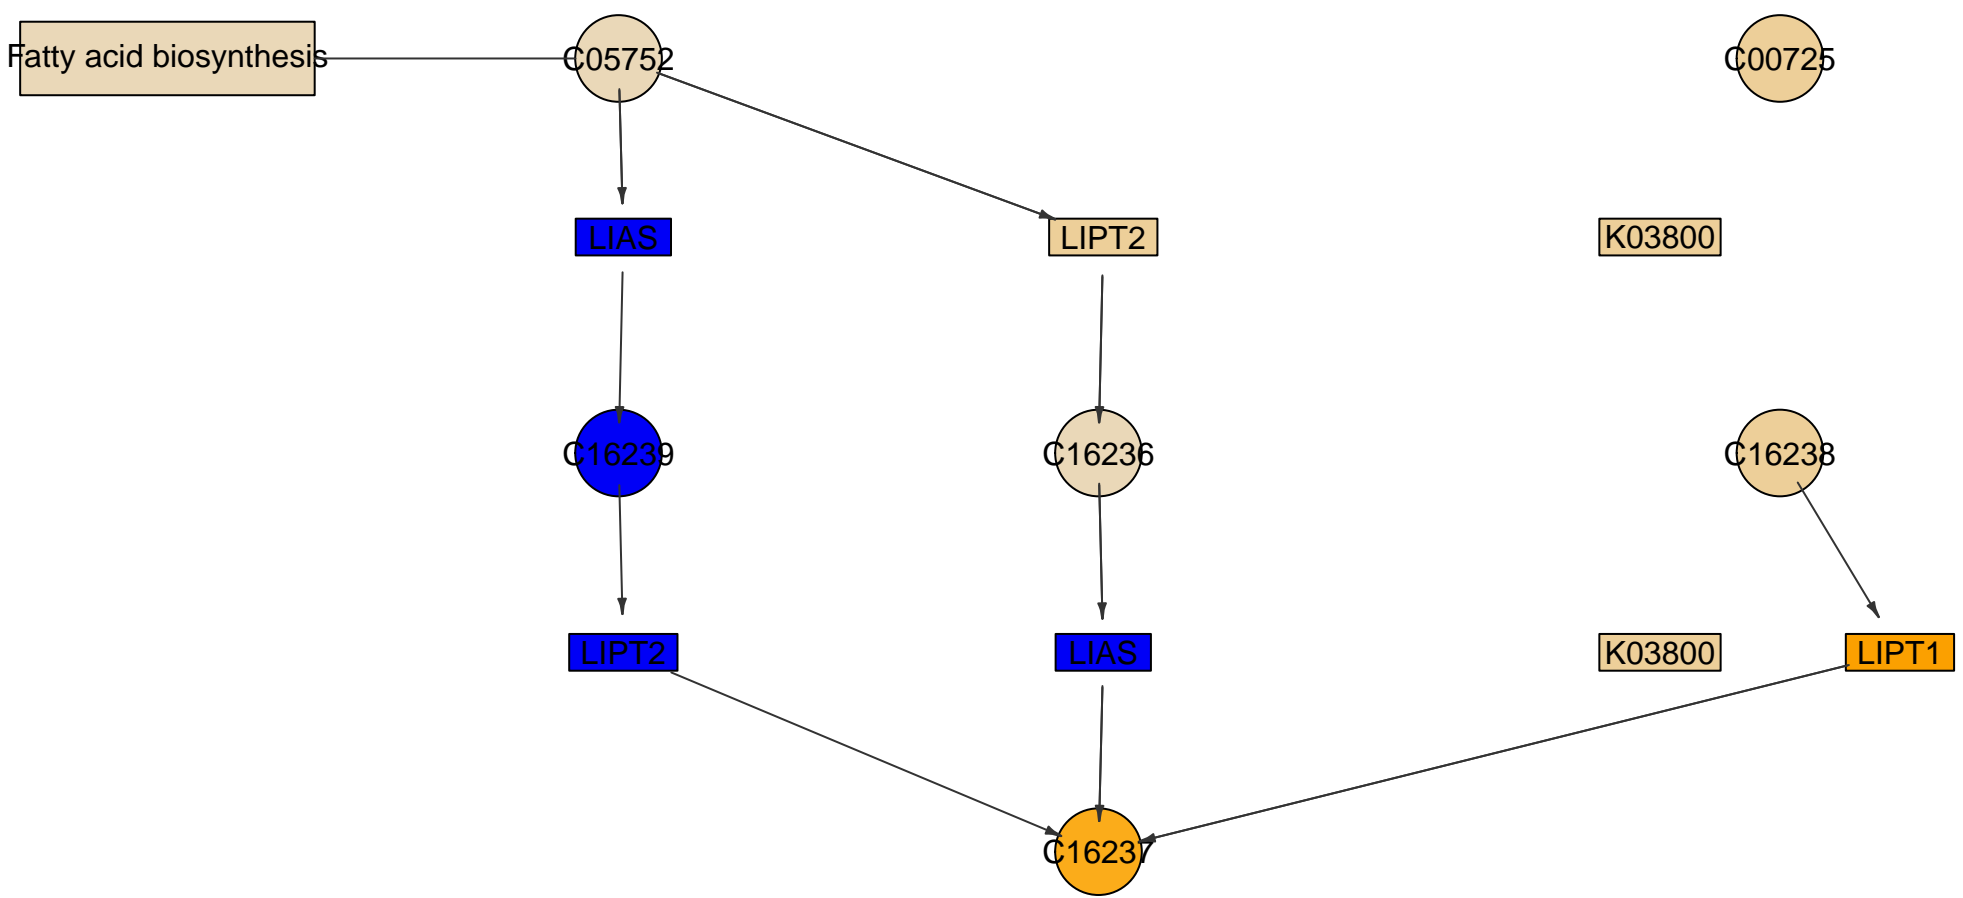 Fatty acid biosynthesis
C05752
C00725
LIAS
LIPT2
K03800
C16239
C16236
C16238
LIPT2
LIAS
K03800
LIPT1
C16237